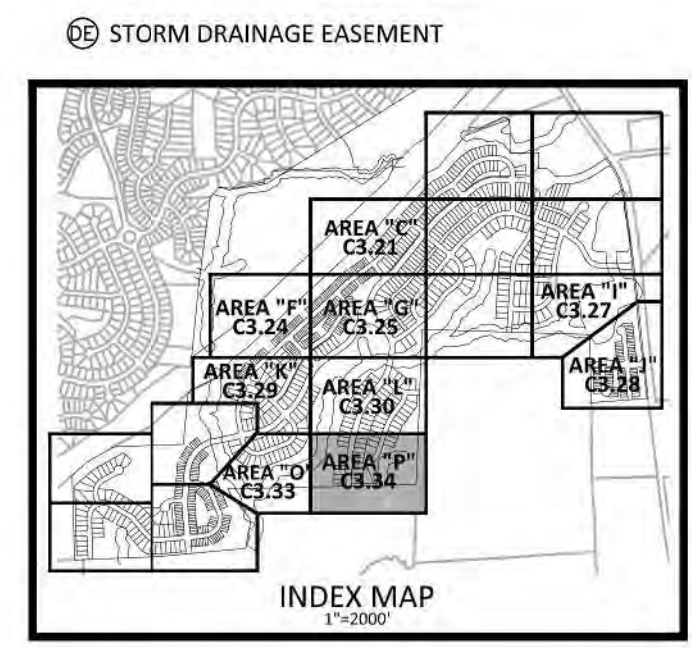 DE STORM DRAINAGE EASEMENT
AREA "C"
C3.21
AREA "F"
C3.24
AREA "G"
C3.25
AREA "I"
C3.27
AREA "K"
C3.29
AREA "L"
C3.30
AREA "J"
C3.28
AREA "O"
C3.33
AREA "P"
C3.34
INDEX MAP
1"=2000'